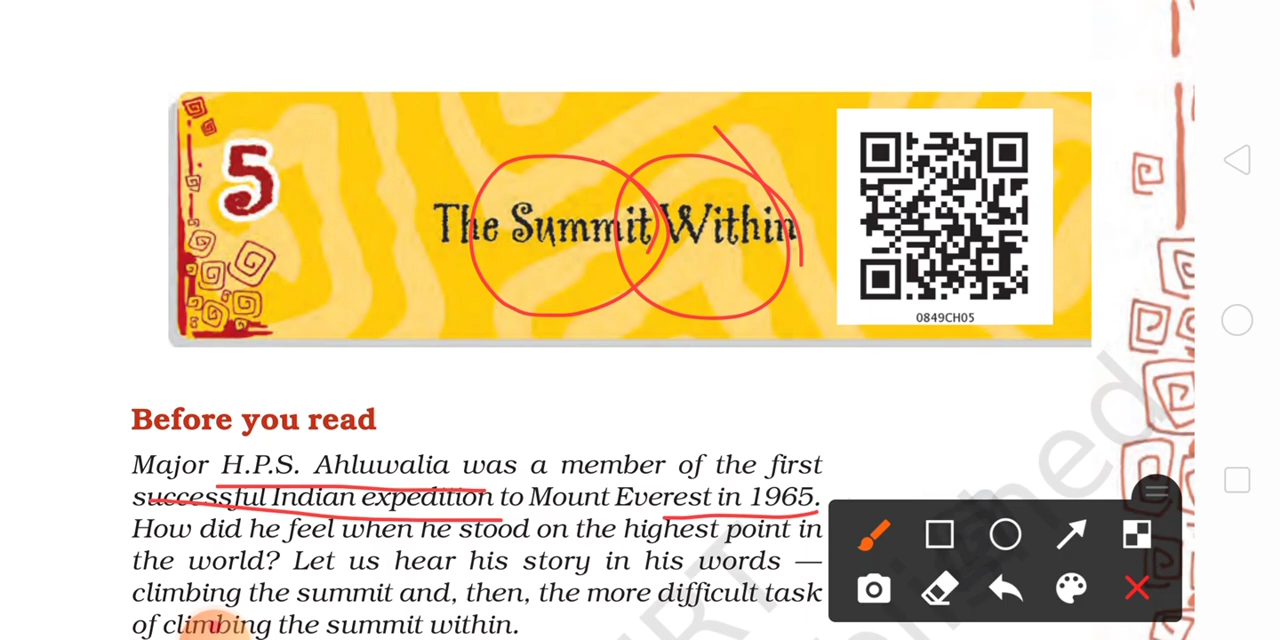 5
The Summit Within
0849CH05
Before you read
Major H.P.S. Ahluwalia was a member of the first
successful Indian expedition to Mount Everest in 1965.
How did he feel when he stood on the highest point in
the world? Let us hear his story in his words —
climbing the summit and, then, the more difficult task
of climbing the summit within.